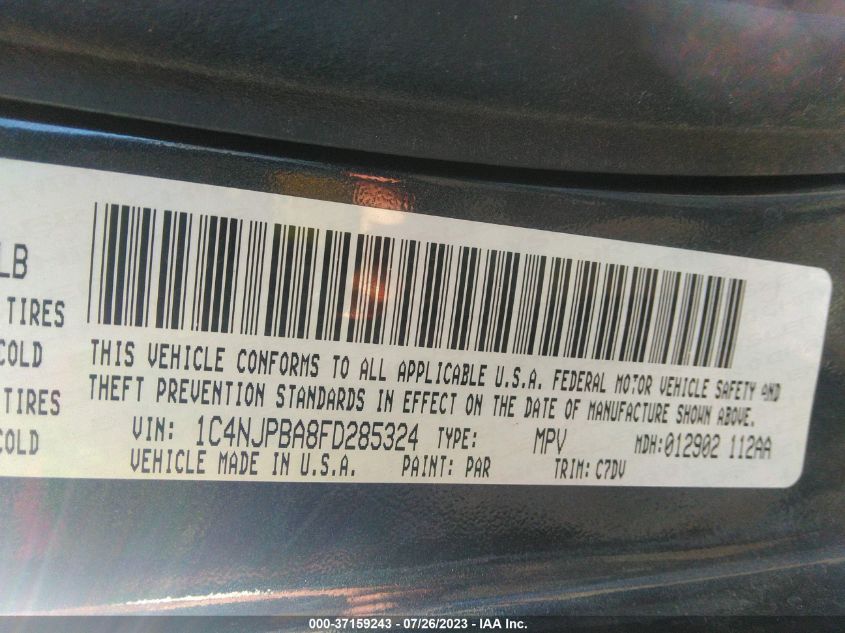 LB
TIRES
COLD
TIRES
COLD
THIS VEHICLE CONFORMS TO ALL APPLICABLE U.S.A. FEDERAL MOTOR VEHICLE SAFETY AND
THEFT PREVENTION STANDARDS IN EFFECT ON THE DATE OF MANUFACTURE SHOWN ABOVE.
VIN: 1C4NJPBA8FD285324 TYPE: MPV MDH:012902 112AA
VEHICLE MADE IN U.S.A. PAINT: PAR TRIM: C7DV
000-37159243 - 07/26/2023 - IAA Inc.